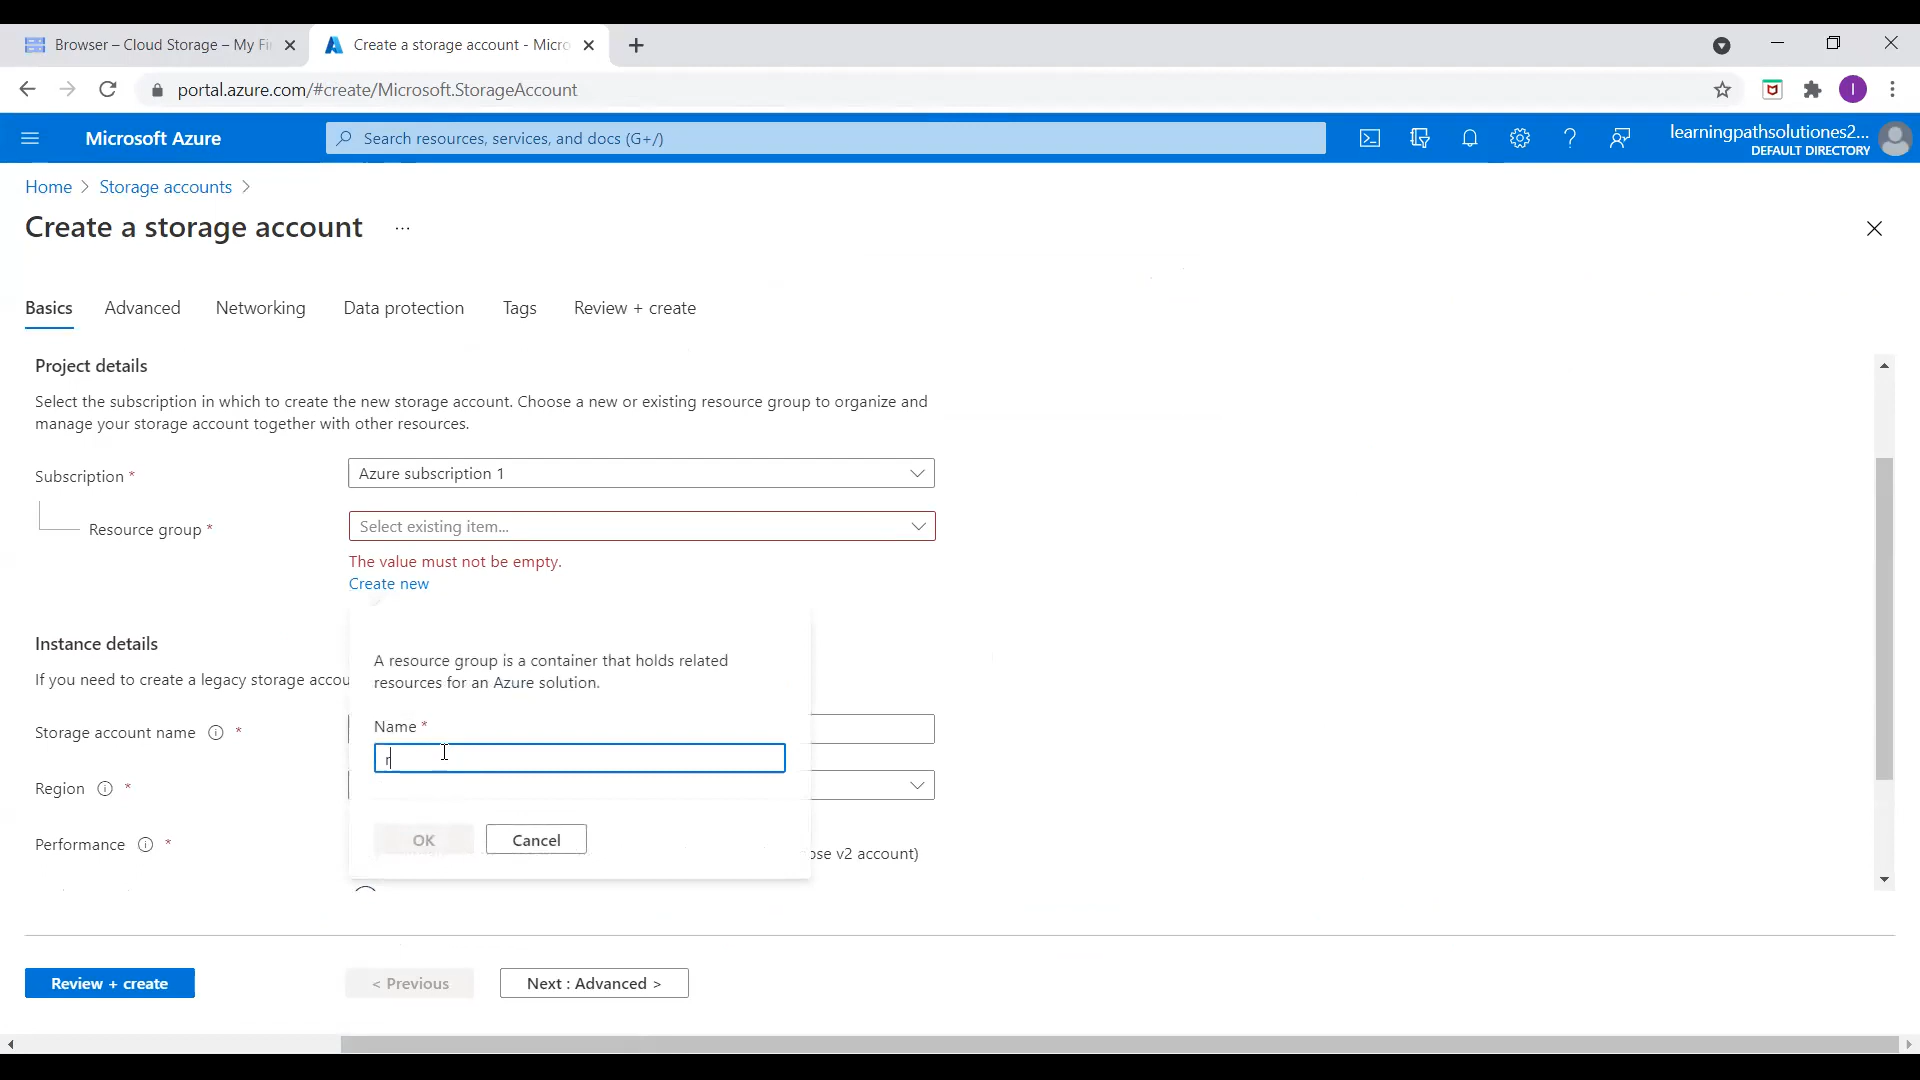 Browser – Cloud Storage – My Fi
Create a storage account - Micro
portal.azure.com/#create/Microsoft.StorageAccount
I
Microsoft Azure
Search resources, services, and docs (G+/)
learningpathsolutiones2...
DEFAULT DIRECTORY
Home > Storage accounts >
Create a storage account ...
Basics Advanced Networking Data protection Tags Review + create
Project details
Select the subscription in which to create the new storage account. Choose a new or existing resource group to organize and
manage your storage account together with other resources.
Subscription *
Azure subscription 1
Resource group *
Select existing item...
The value must not be empty.
Create new
A resource group is a container that holds related
resources for an Azure solution.
Name *
r
OK Cancel
Instance details
If you need to create a legacy storage accou
Storage account name *
Region *
Performance *
ose v2 account)
Review + create < Previous Next : Advanced >